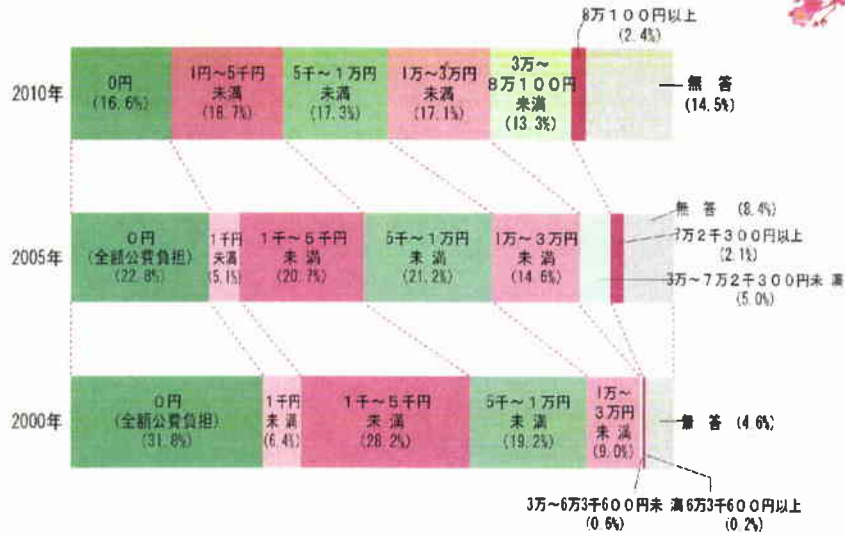 8万100円以上
(2.4%)
2010年
0円
(16.6%)
1円～5千円
未満
(18.7%)
5千～1万円
未満
(17.3%)
1万～3万円
未満
(17.1%)
3万～
8万100円
未満
(13.3%)
無 答
(14.5%)
2005年
0円
(全額公費負担)
(22.8%)
1千円
未満
(5.1%)
1千～5千円
未 満
(20.7%)
5千～1万円
未 満
(21.2%)
1万～3万円
未 満
(14.6%)
無 答 (8.4%)
7万2千300円以上
(2.1%)
3万～7万2千300円未 満
(5.0%)
2000年
0円
(全額公費負担)
(31.8%)
1千円
未 満
(6.4%)
1千～5千円
未 満
(28.2%)
5千～1万円
未 満
(19.2%)
1万～
3万円
未 満
(9.0%)
無 答 (4.6%)
3万～6万3千600円未 満
(0.6%)
6万3千600円以上
(0.2%)